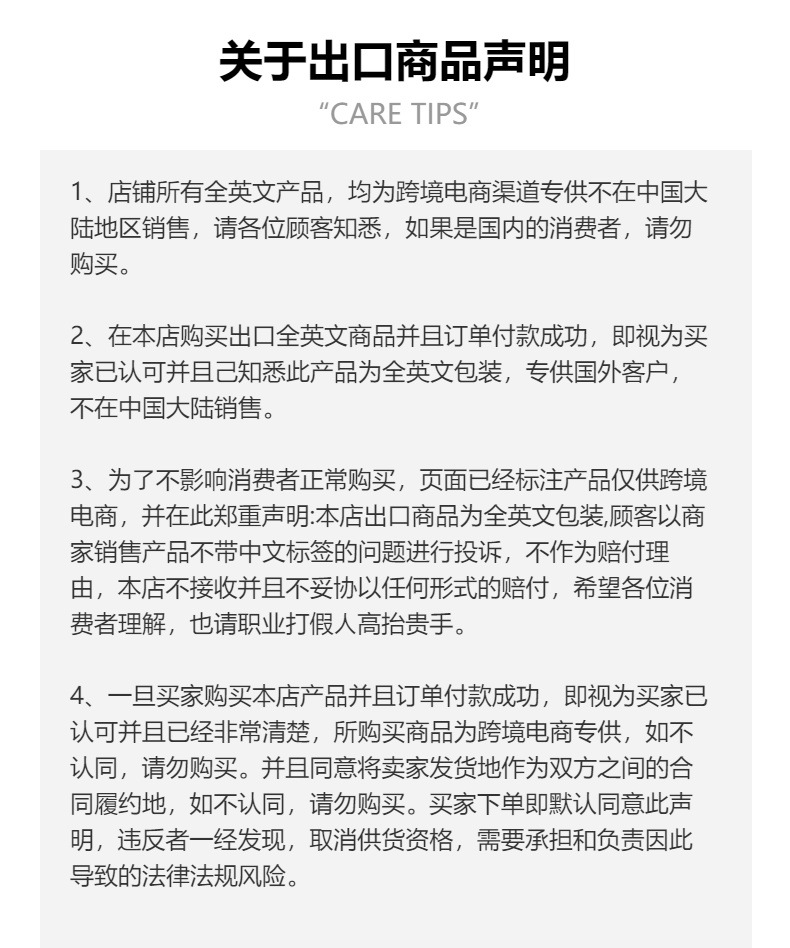 关于出口商品声明
“CARE TIPS”
1、店铺所有全英文产品，均为跨境电商渠道专供不在中国大
陆地区销售，请各位顾客知悉，如果是国内的消费者，请勿
购买。
2、在本店购买出口全英文商品并且订单付款成功，即视为买
家已认可并且己知悉此产品为全英文包装，专供国外客户，
不在中国大陆销售。
3、为了不影响消费者正常购买，页面已经标注产品仅供跨境
电商，并在此郑重声明:本店出口商品为全英文包装,顾客以商
家销售产品不带中文标签的问题进行投诉，不作为赔付理
由，本店不接收并且不妥协以任何形式的赔付，希望各位消
费者理解，也请职业打假人高抬贵手。
4、一旦买家购买本店产品并且订单付款成功，即视为买家已
认可并且已经非常清楚，所购买商品为跨境电商专供，如不
认同，请勿购买。并且同意将卖家发货地作为双方之间的合
同履约地，如不认同，请勿购买。买家下单即默认同意此声
明，违反者一经发现，取消供货资格，需要承担和负责因此
导致的法律法规风险。